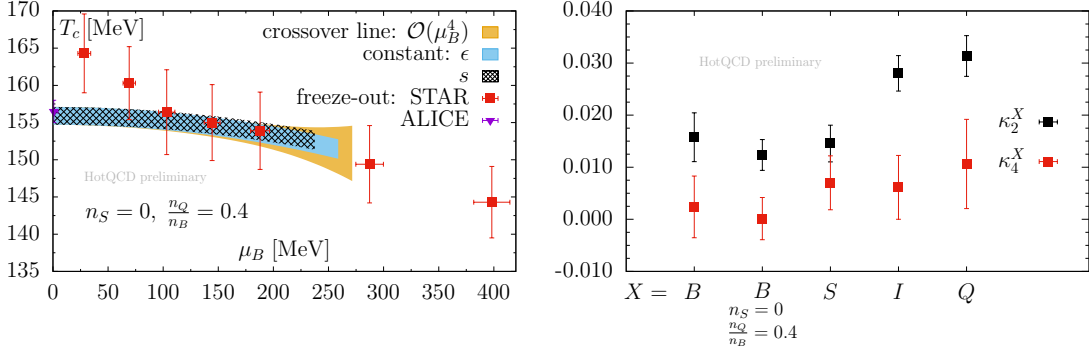 170
165
160
155
150
145
140
135
T_c [MeV]
crossover line: 𝒪(μ_B^4)
constant: ϵ
s
freeze-out: STAR
ALICE
HotQCD preliminary
n_S = 0, n_Q/n_B = 0.4
μ_B [MeV]
0 50 100 150 200 250 300 350 400
0.040
0.030
0.020
0.010
0.000
-0.010
HotQCD preliminary
κ_2^X
κ_4^X
X = B B S I Q
n_S = 0
n_Q/n_B = 0.4